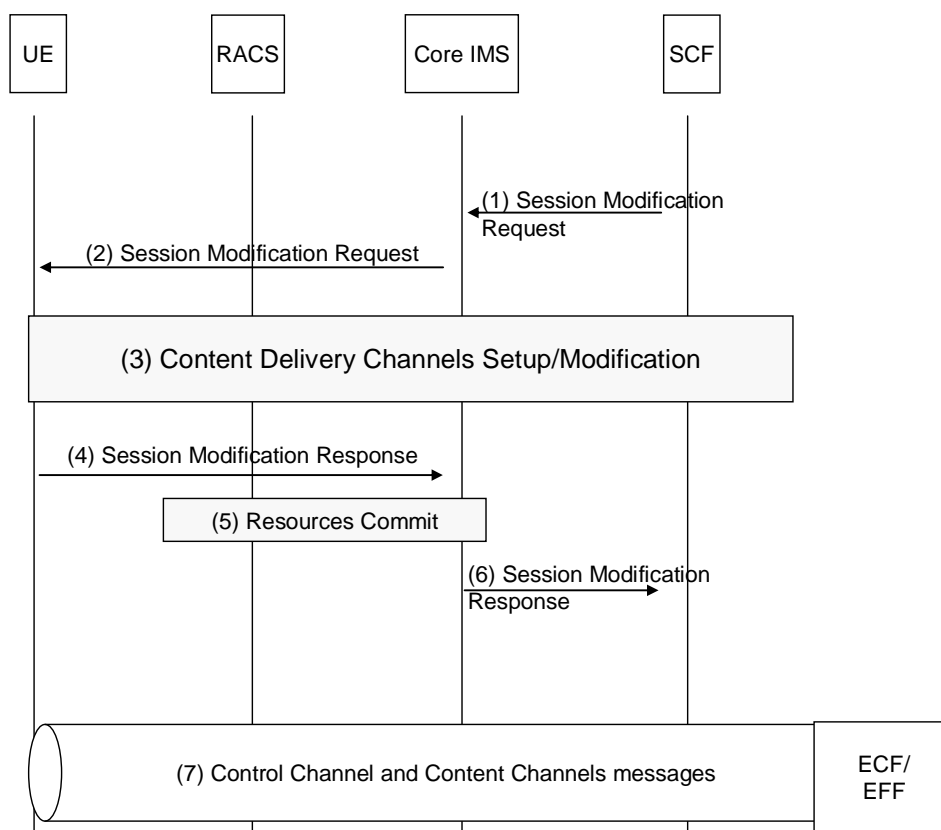 UE
RACS
Core IMS
SCF
(1) Session Modification
Request
(2) Session Modification Request
(3) Content Delivery Channels Setup/Modification
(4) Session Modification Response
(5) Resources Commit
(6) Session Modification
Response
(7) Control Channel and Content Channels messages
ECF/
EFF